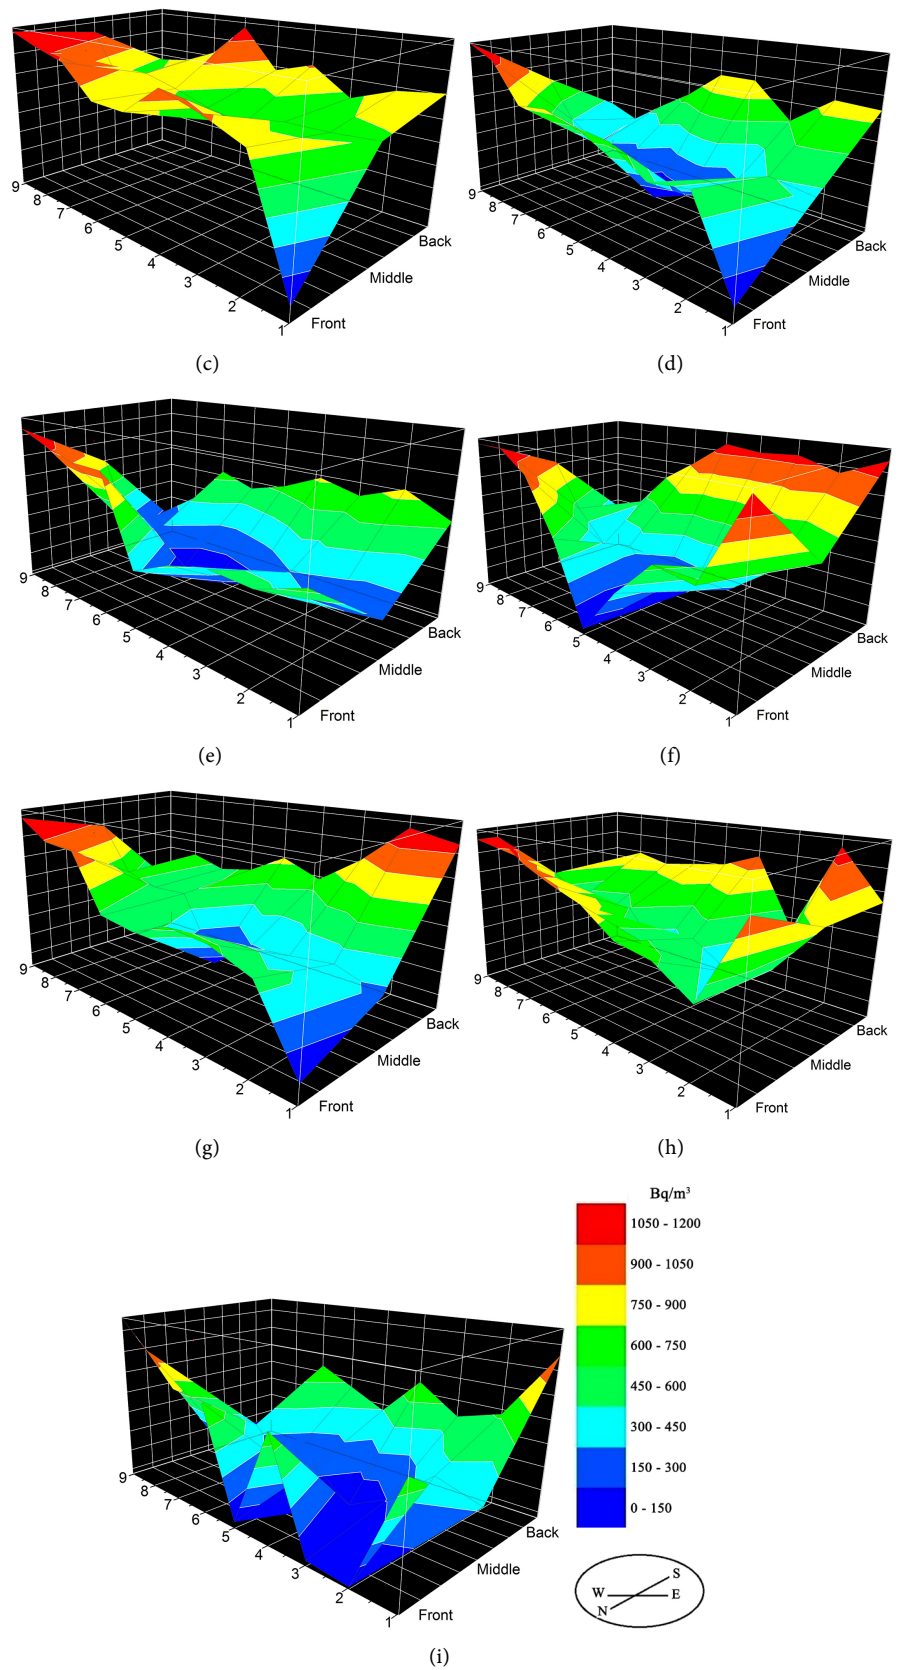 9
8
7
6
5
4
3
2
1
Front
Middle
Back
(c)
9
8
7
6
5
4
3
2
1
Front
Middle
Back
(d)
9
8
7
6
5
4
3
2
1
Front
Middle
Back
(e)
9
8
7
6
5
4
3
2
1
Front
Middle
Back
(f)
9
8
7
6
5
4
3
2
1
Front
Middle
Back
(g)
9
8
7
6
5
4
3
2
1
Front
Middle
Back
(h)
9
8
7
6
5
4
3
2
1
Front
Middle
Back
(i)
Bq/m³
1050 - 1200
900 - 1050
750 - 900
600 - 750
450 - 600
300 - 450
150 - 300
0 - 150
S
W E
N